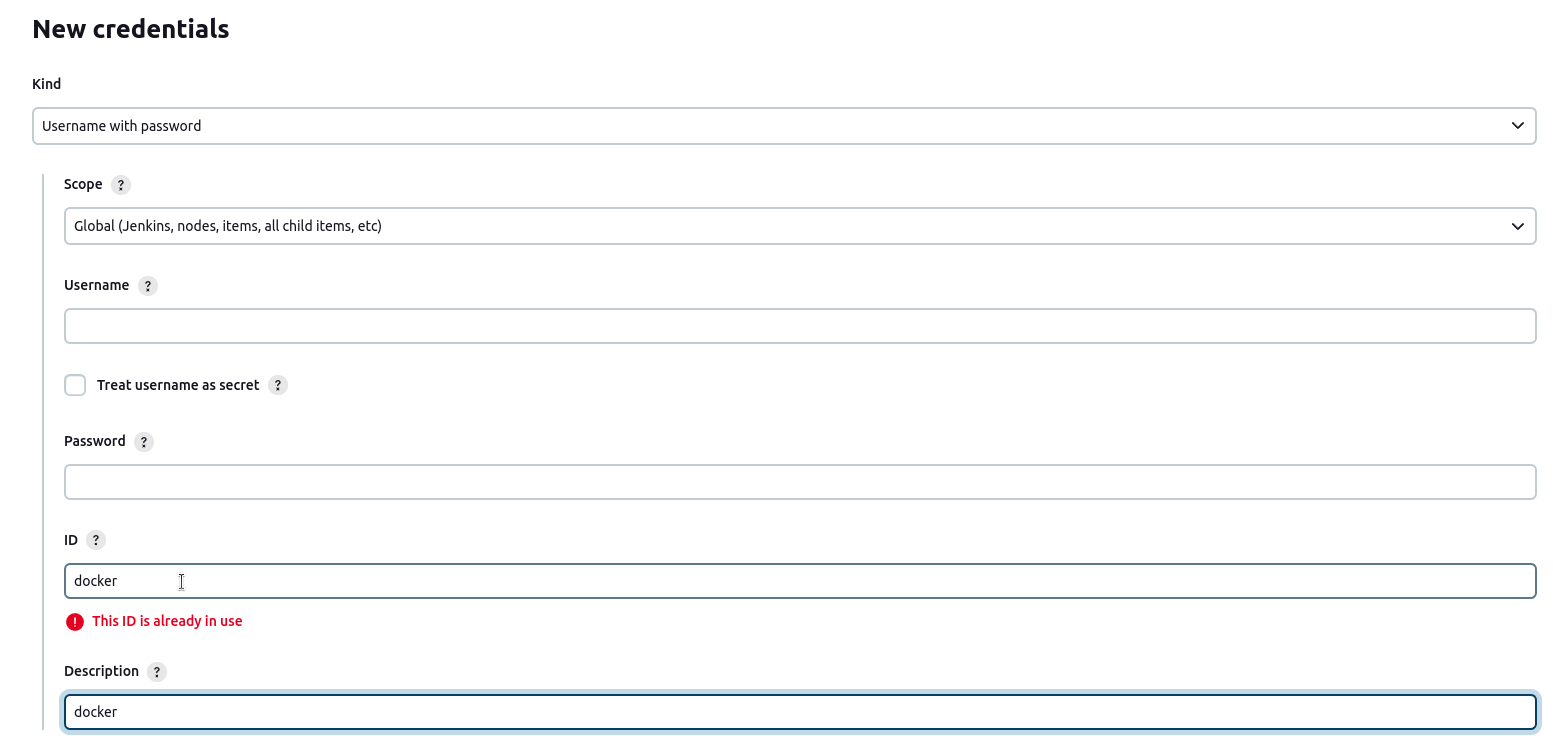 New credentials
Kind
Username with password
Scope ?
Global (Jenkins, nodes, items, all child items, etc)
Username ?
Treat username as secret ?
Password ?
ID ?
docker
! This ID is already in use
Description ?
docker